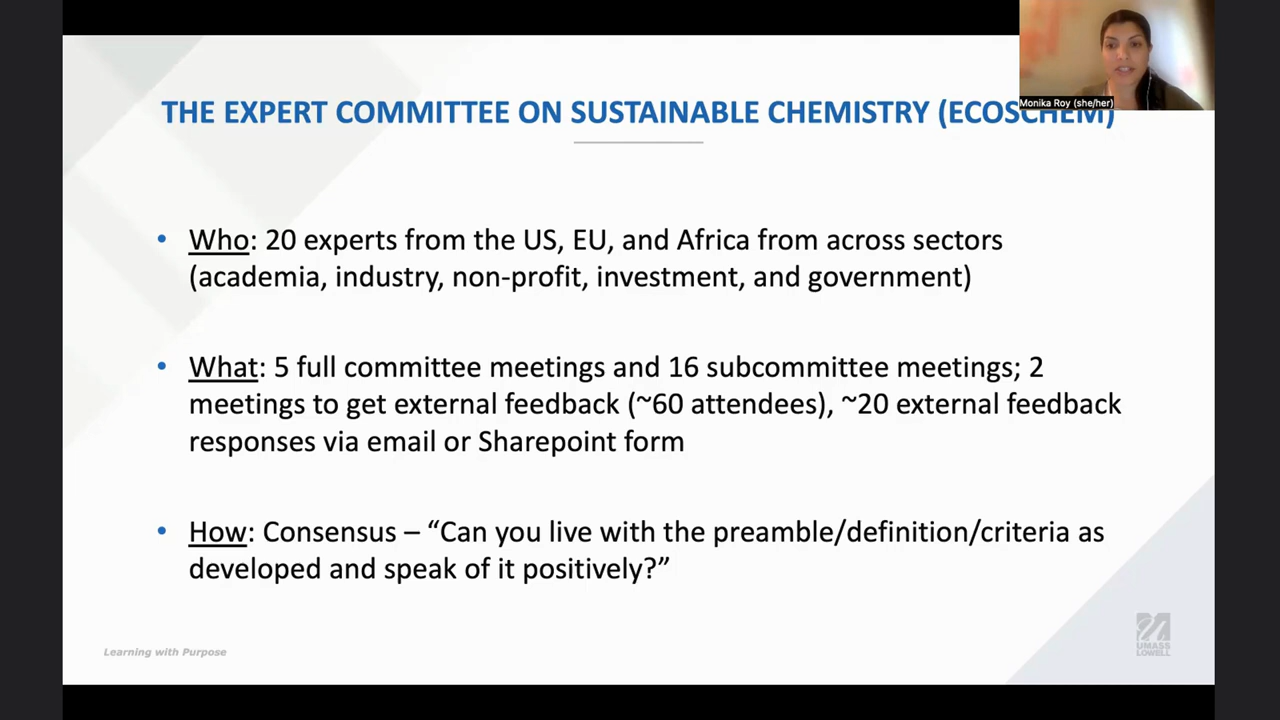 Monika Roy (she/her)
THE EXPERT COMMITTEE ON SUSTAINABLE CHEMISTRY (ECOSCHEM)
• Who: 20 experts from the US, EU, and Africa from across sectors
(academia, industry, non-profit, investment, and government)
• What: 5 full committee meetings and 16 subcommittee meetings; 2
meetings to get external feedback (~60 attendees), ~20 external feedback
responses via email or Sharepoint form
• How: Consensus – “Can you live with the preamble/definition/criteria as
developed and speak of it positively?”
Learning with Purpose
UMASS
LOWELL